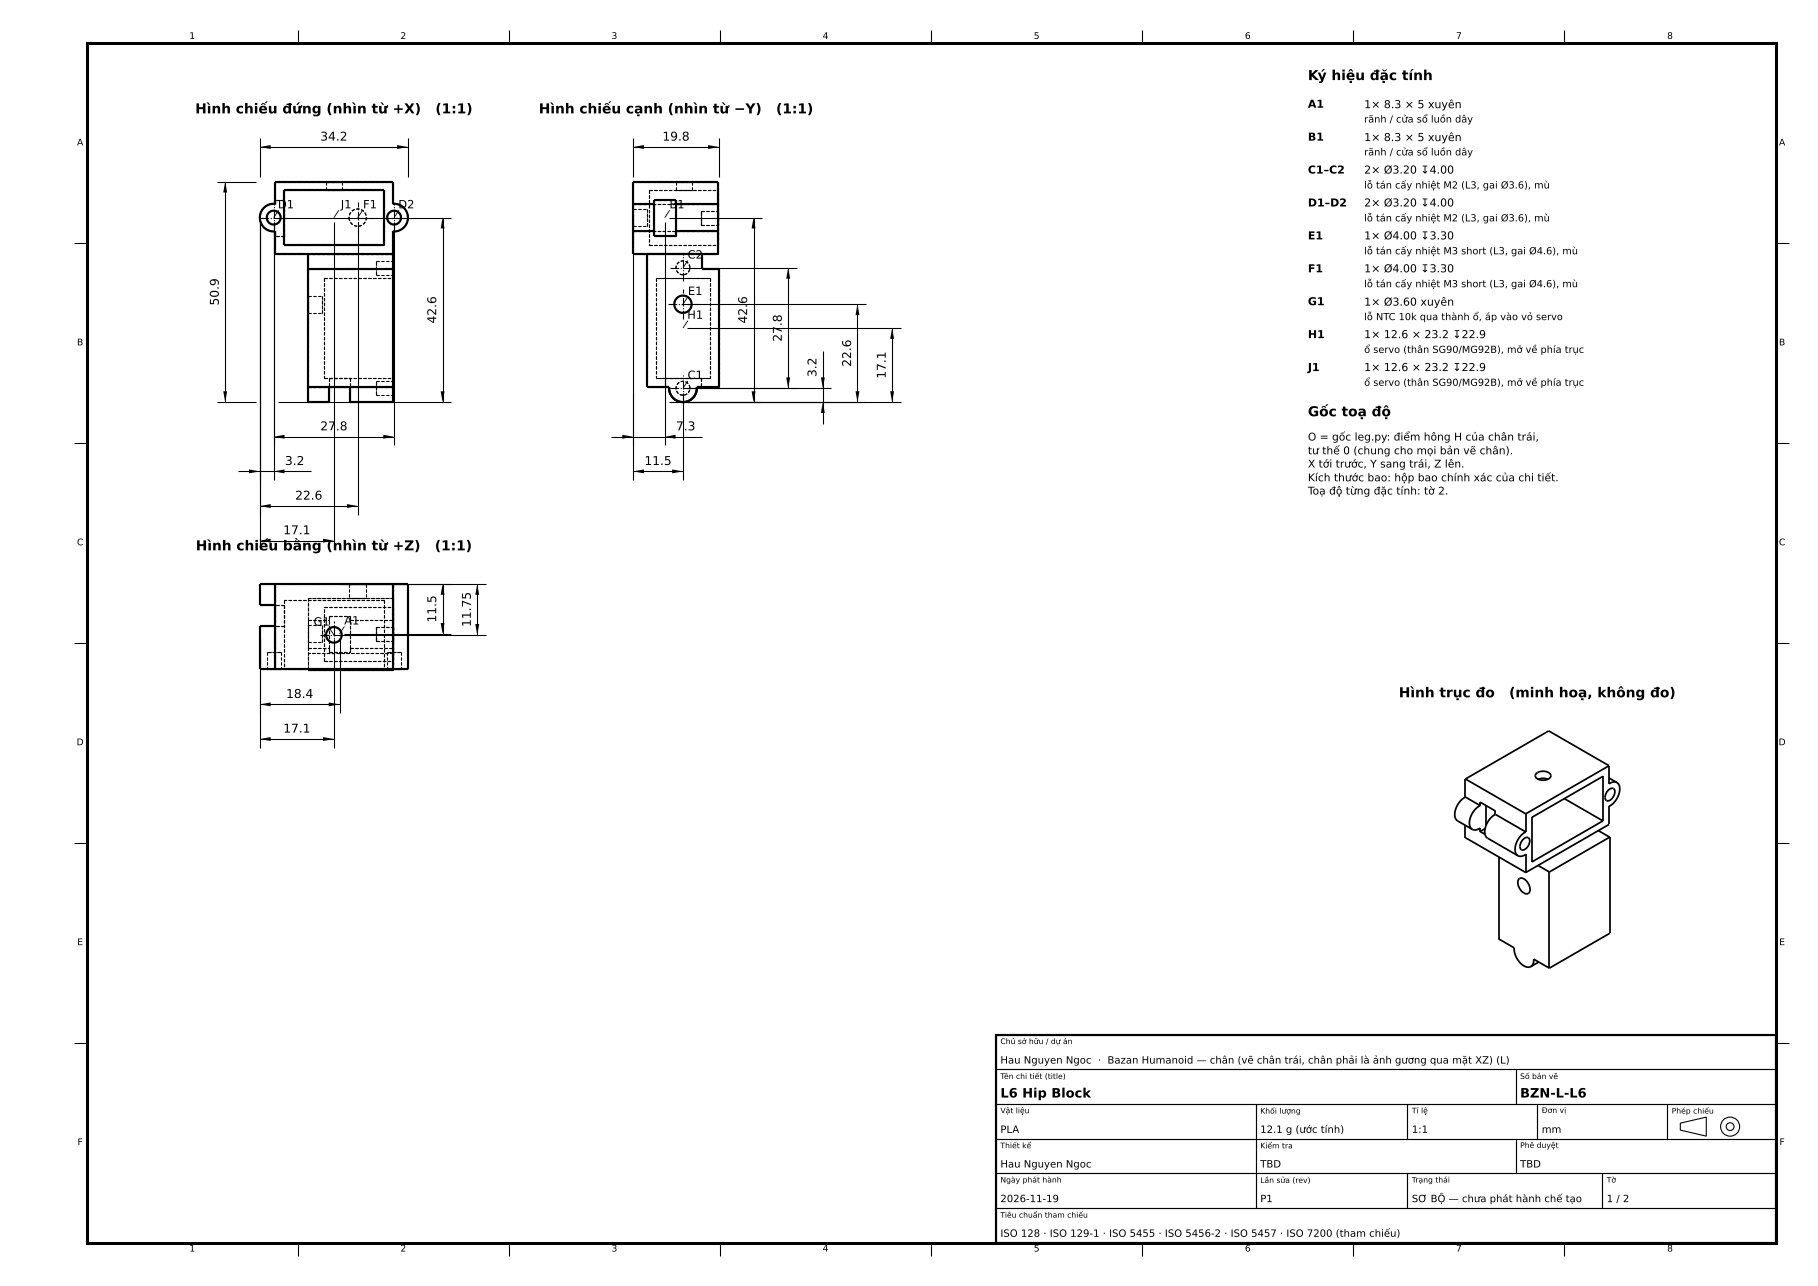 1 2 3 4 5 6 7 8
Hình chiếu đứng (nhìn từ +X) (1:1)
34.2
D1 J1 F1 D2
50.9
42.6
27.8
3.2
22.6
17.1
Hình chiếu cạnh (nhìn từ −Y) (1:1)
19.8
B1
C2
E1
H1
C1
42.6
27.8
3.2
22.6
17.1
7.3
11.5
Hình chiếu bằng (nhìn từ +Z) (1:1)
G1 A1
11.5
11.75
18.4
17.1
Ký hiệu đặc tính
A1 1× 8.3 × 5 xuyên
rãnh / cửa sổ luồn dây
B1 1× 8.3 × 5 xuyên
rãnh / cửa sổ luồn dây
C1–C2 2× Ø3.20 ↧4.00
lỗ tán cấy nhiệt M2 (L3, gai Ø3.6), mù
D1–D2 2× Ø3.20 ↧4.00
lỗ tán cấy nhiệt M2 (L3, gai Ø3.6), mù
E1 1× Ø4.00 ↧3.30
lỗ tán cấy nhiệt M3 short (L3, gai Ø4.6), mù
F1 1× Ø4.00 ↧3.30
lỗ tán cấy nhiệt M3 short (L3, gai Ø4.6), mù
G1 1× Ø3.60 xuyên
lỗ NTC 10k qua thành ổ, áp vào vỏ servo
H1 1× 12.6 × 23.2 ↧22.9
ổ servo (thân SG90/MG92B), mở về phía trục
J1 1× 12.6 × 23.2 ↧22.9
ổ servo (thân SG90/MG92B), mở về phía trục
Gốc toạ độ
O = gốc leg.py: điểm hông H của chân trái,
tư thế 0 (chung cho mọi bản vẽ chân).
X tới trước, Y sang trái, Z lên.
Kích thước bao: hộp bao chính xác của chi tiết.
Toạ độ từng đặc tính: tờ 2.
Hình trục đo (minh hoạ, không đo)
A A
B B
C C
D D
E E
F F
Chủ sở hữu / dự án
Hau Nguyen Ngoc · Bazan Humanoid — chân (vẽ chân trái, chân phải là ảnh gương qua mặt XZ) (L)
Tên chi tiết (title) Số bản vẽ
L6 Hip Block BZN-L-L6
Vật liệu Khối lượng Tỉ lệ Đơn vị Phép chiếu
PLA 12.1 g (ước tính) 1:1 mm
Thiết kế Kiểm tra Phê duyệt
Hau Nguyen Ngoc TBD TBD
Ngày phát hành Lần sửa (rev) Trạng thái Tờ
2026-11-19 P1 SƠ BỘ — chưa phát hành chế tạo 1 / 2
Tiêu chuẩn tham chiếu
ISO 128 · ISO 129-1 · ISO 5455 · ISO 5456-2 · ISO 5457 · ISO 7200 (tham chiếu)
1 2 3 4 5 6 7 8